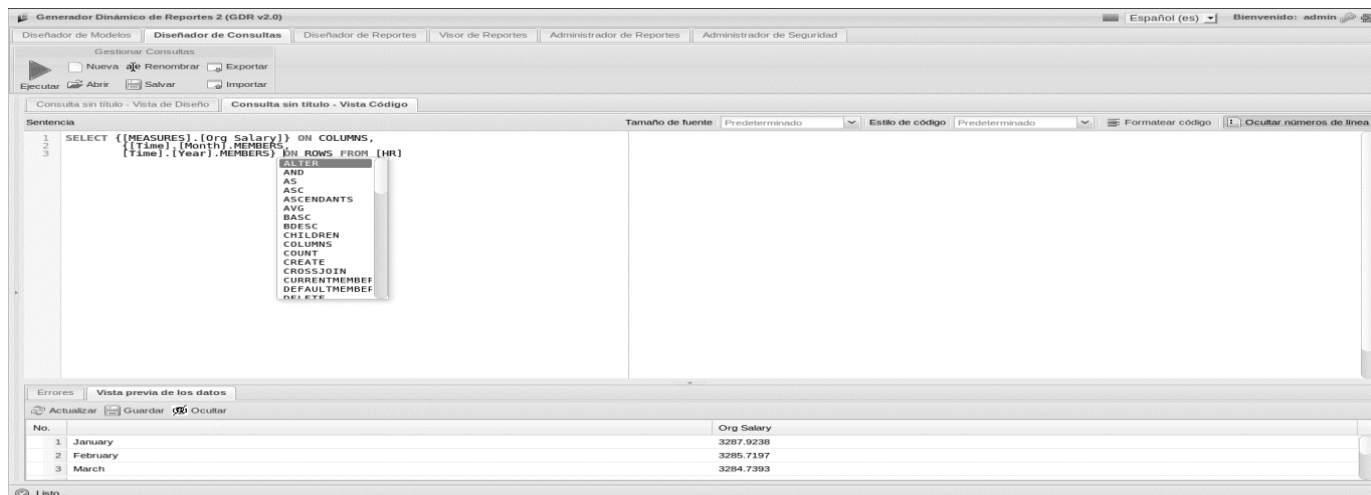 Generador Dinámico de Reportes 2 (GDR v2.0)
Español (es)
Bienvenido: admin
Diseñador de Modelos
Diseñador de Consultas
Diseñador de Reportes
Visor de Reportes
Administrador de Reportes
Administrador de Seguridad
Gestionar Consultas
Ejecutar
Nueva
Renombrar
Exportar
Abrir
Salvar
Importar
Consulta sin título - Vista de Diseño
Consulta sin título - Vista Código
Sentencia
Tamaño de fuente
Predeterminado
Estilo de código
Predeterminado
Formatear código
Ocultar números de línea
1 SELECT {[MEASURES].[Org Salary]} ON COLUMNS,
2 {[Time].[Month].MEMBERS,
3 [Time].[Year].MEMBERS} ON ROWS FROM [HR]
ALTER
AND
AS
ASC
ASCENDANTS
AVG
BASC
BDESC
CHILDREN
COLUMNS
COUNT
CREATE
CROSSJOIN
CURRENTMEMBER
DEFAULTMEMBER
DELETE
Errores
Vista previa de los datos
Actualizar
Guardar
Ocultar
No. Org Salary
1 January 3287.9238
2 February 3285.7197
3 March 3284.7393
Listo